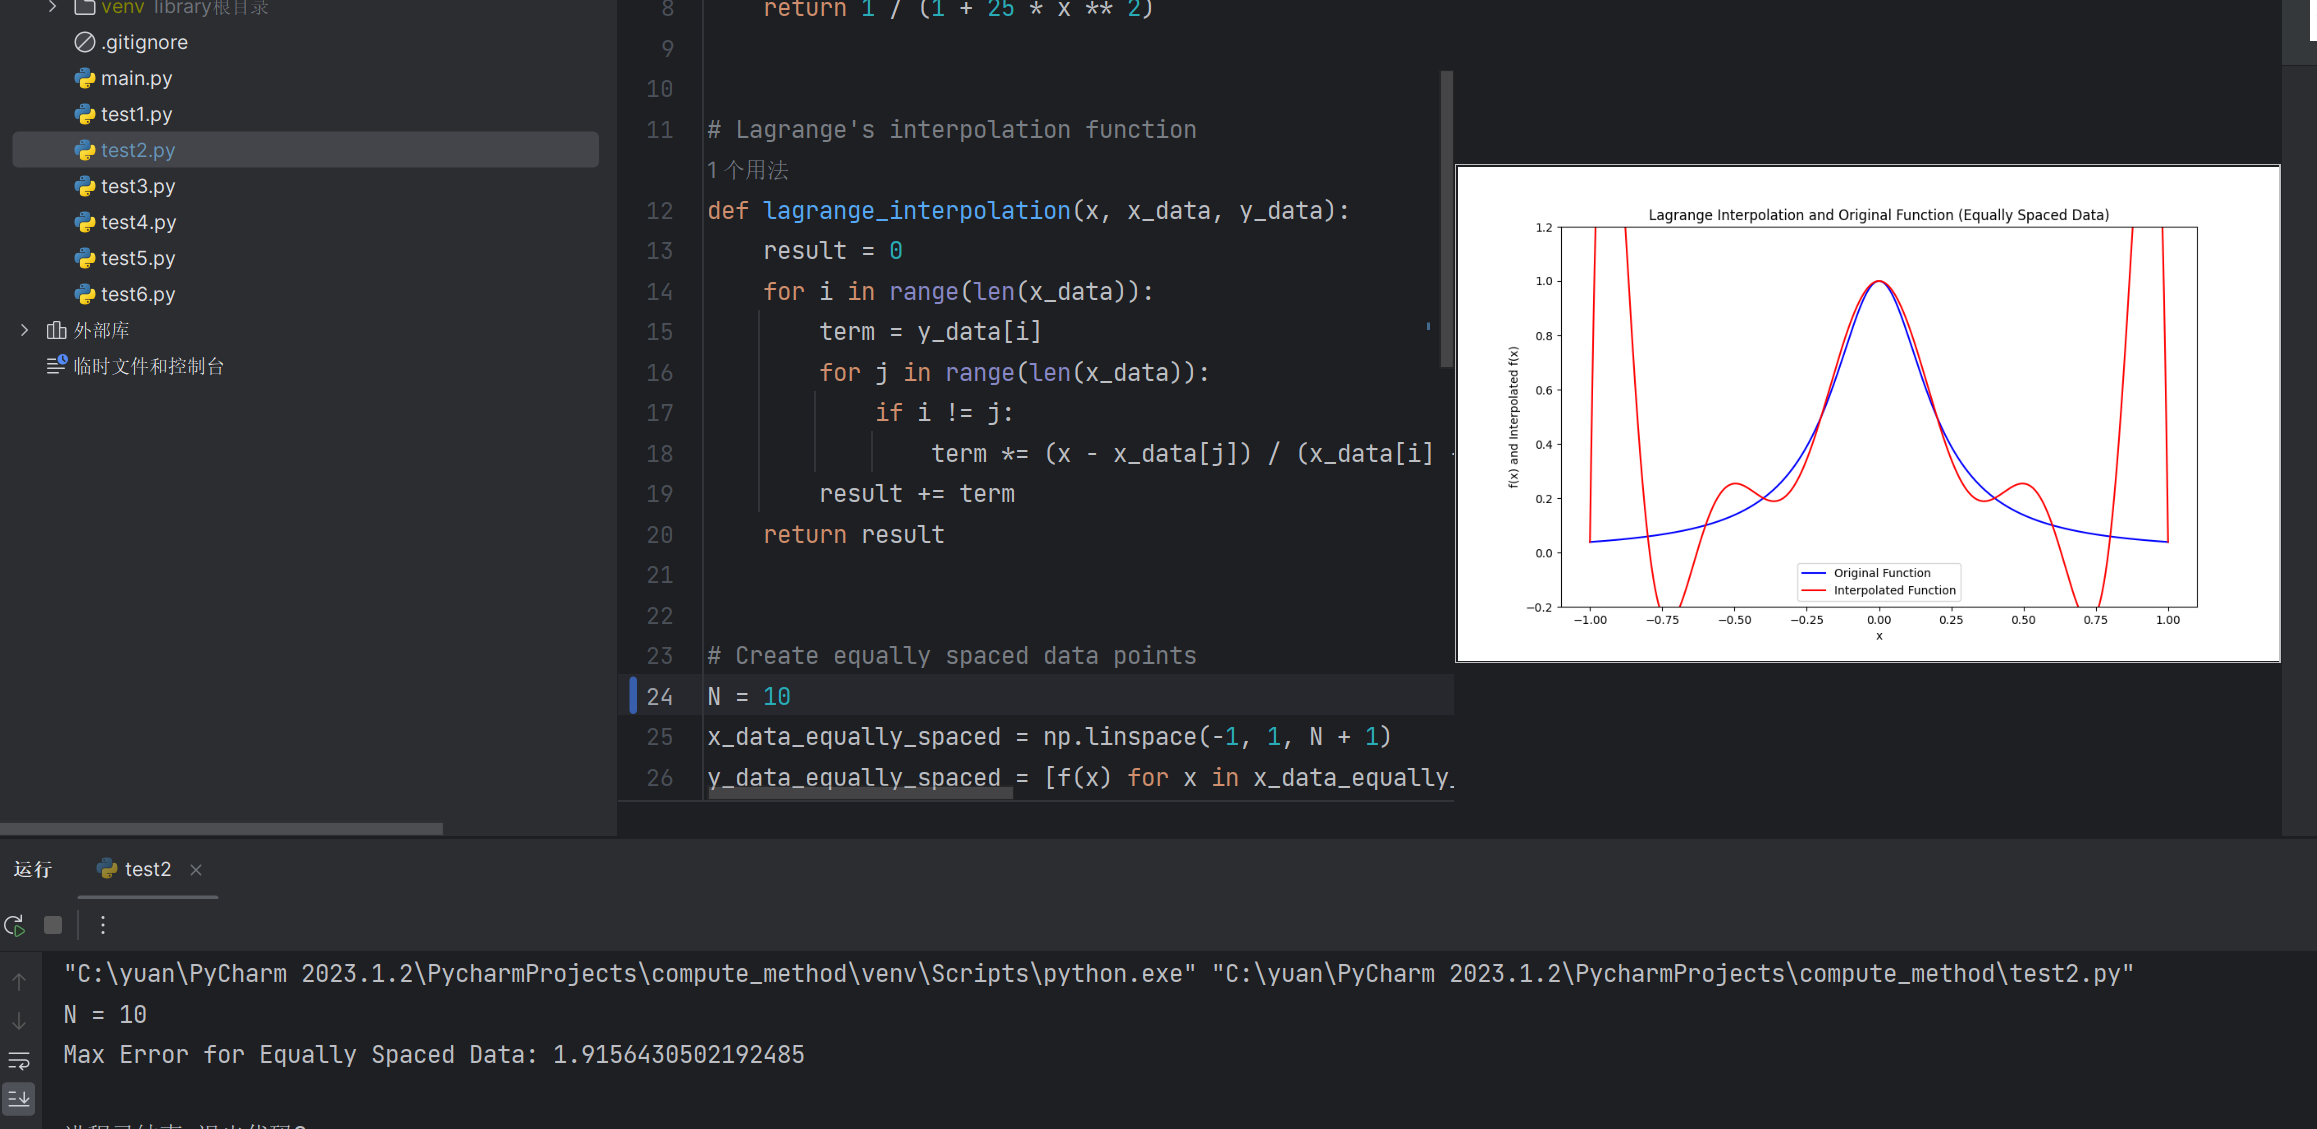 venv library根目录
.gitignore
main.py
test1.py
test2.py
test3.py
test4.py
test5.py
test6.py
外部库
临时文件和控制台
8 return 1 / (1 + 25 * x ** 2)
9
10
11 # Lagrange's interpolation function
1个用法
12 def lagrange_interpolation(x, x_data, y_data):
13 result = 0
14 for i in range(len(x_data)):
15 term = y_data[i]
16 for j in range(len(x_data)):
17 if i != j:
18 term *= (x - x_data[j]) / (x_data[i]
19 result += term
20 return result
21
22
23 # Create equally spaced data points
24 N = 10
25 x_data_equally_spaced = np.linspace(-1, 1, N + 1)
26 y_data_equally_spaced = [f(x) for x in x_data_equally_
Lagrange Interpolation and Original Function (Equally Spaced Data)
f(x) and Interpolated f(x)
1.2
1.0
0.8
0.6
0.4
0.2
0.0
−0.2
Original Function
Interpolated Function
−1.00 −0.75 −0.50 −0.25 0.00 0.25 0.50 0.75 1.00
x
运行 test2
"C:\yuan\PyCharm 2023.1.2\PycharmProjects\compute_method\venv\Scripts\python.exe" "C:\yuan\PyCharm 2023.1.2\PycharmProjects\compute_method\test2.py"
N = 10
Max Error for Equally Spaced Data: 1.9156430502192485